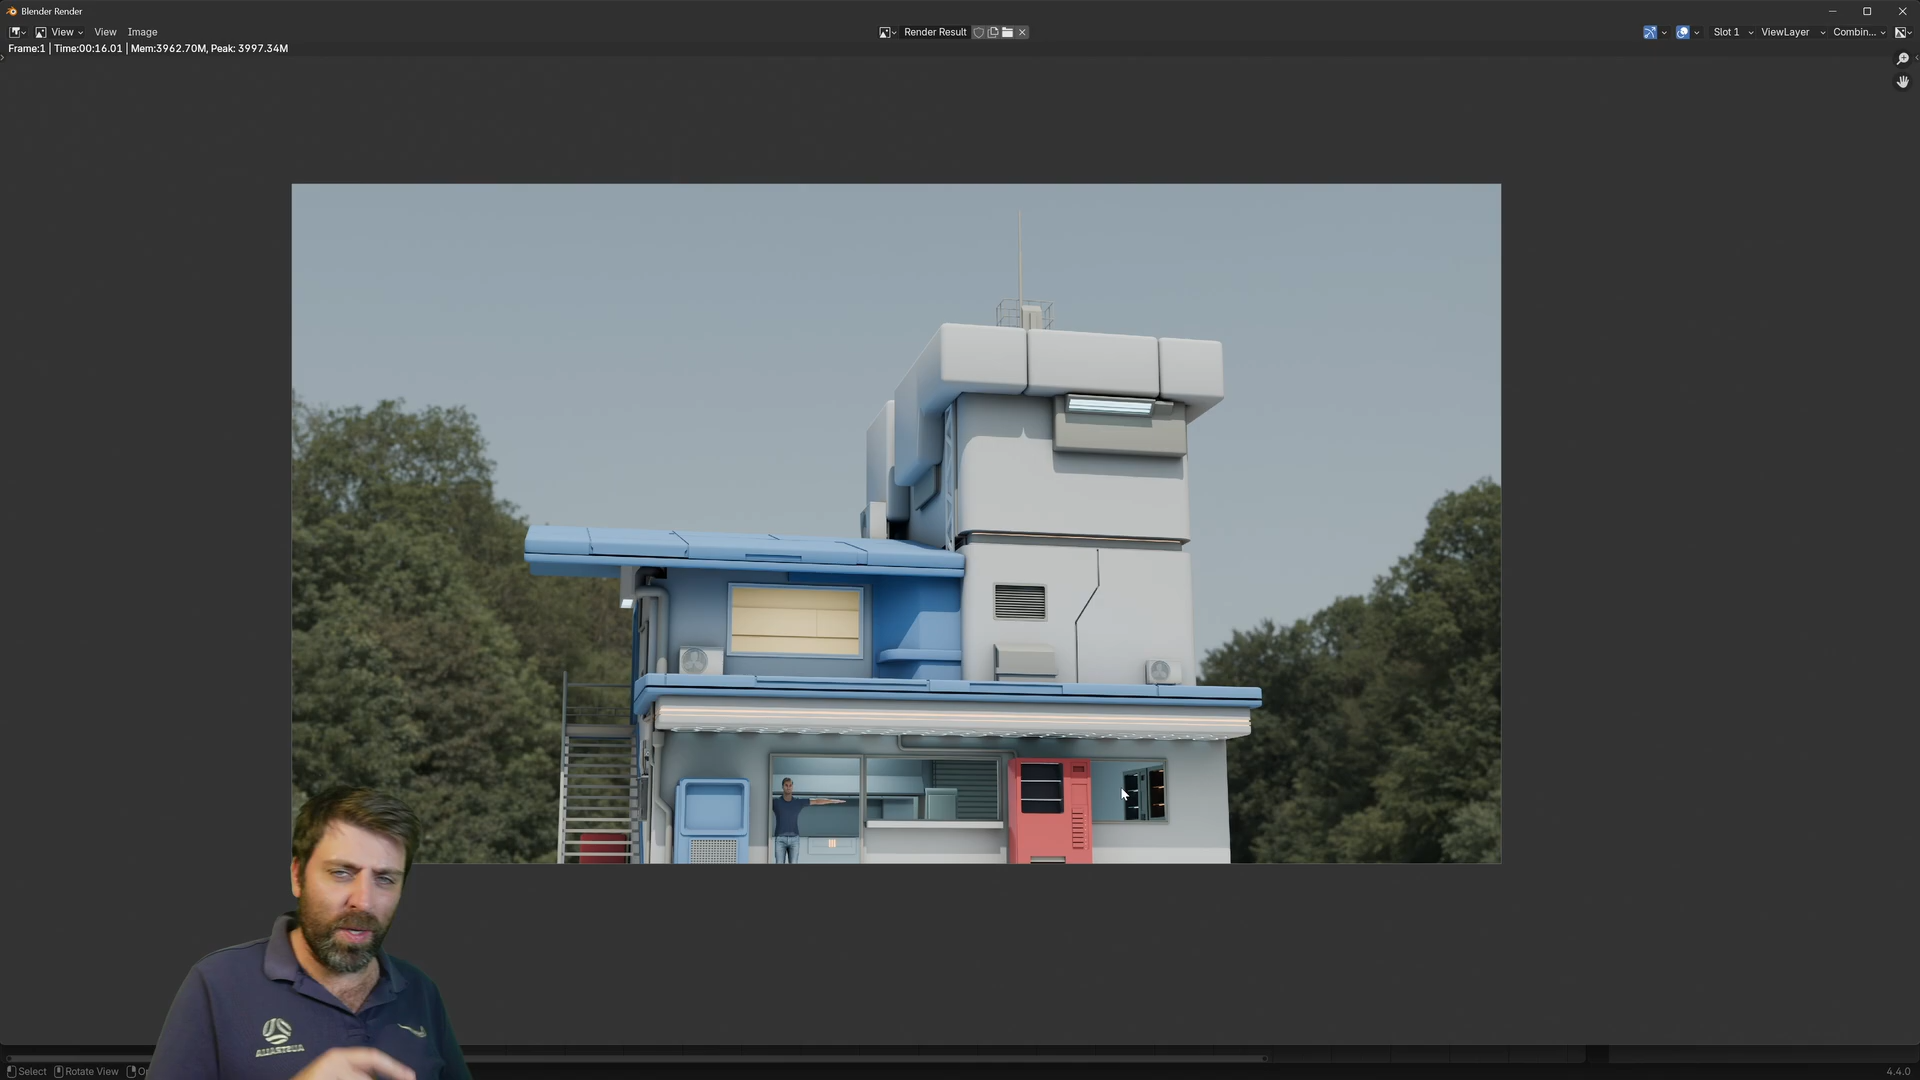 Blender Render
View View Image Render Result Slot 1 ViewLayer Combin...
Frame:1 | Time:00:16.01 | Mem:3962.70M, Peak: 3997.34M
Select Rotate View
4.4.0